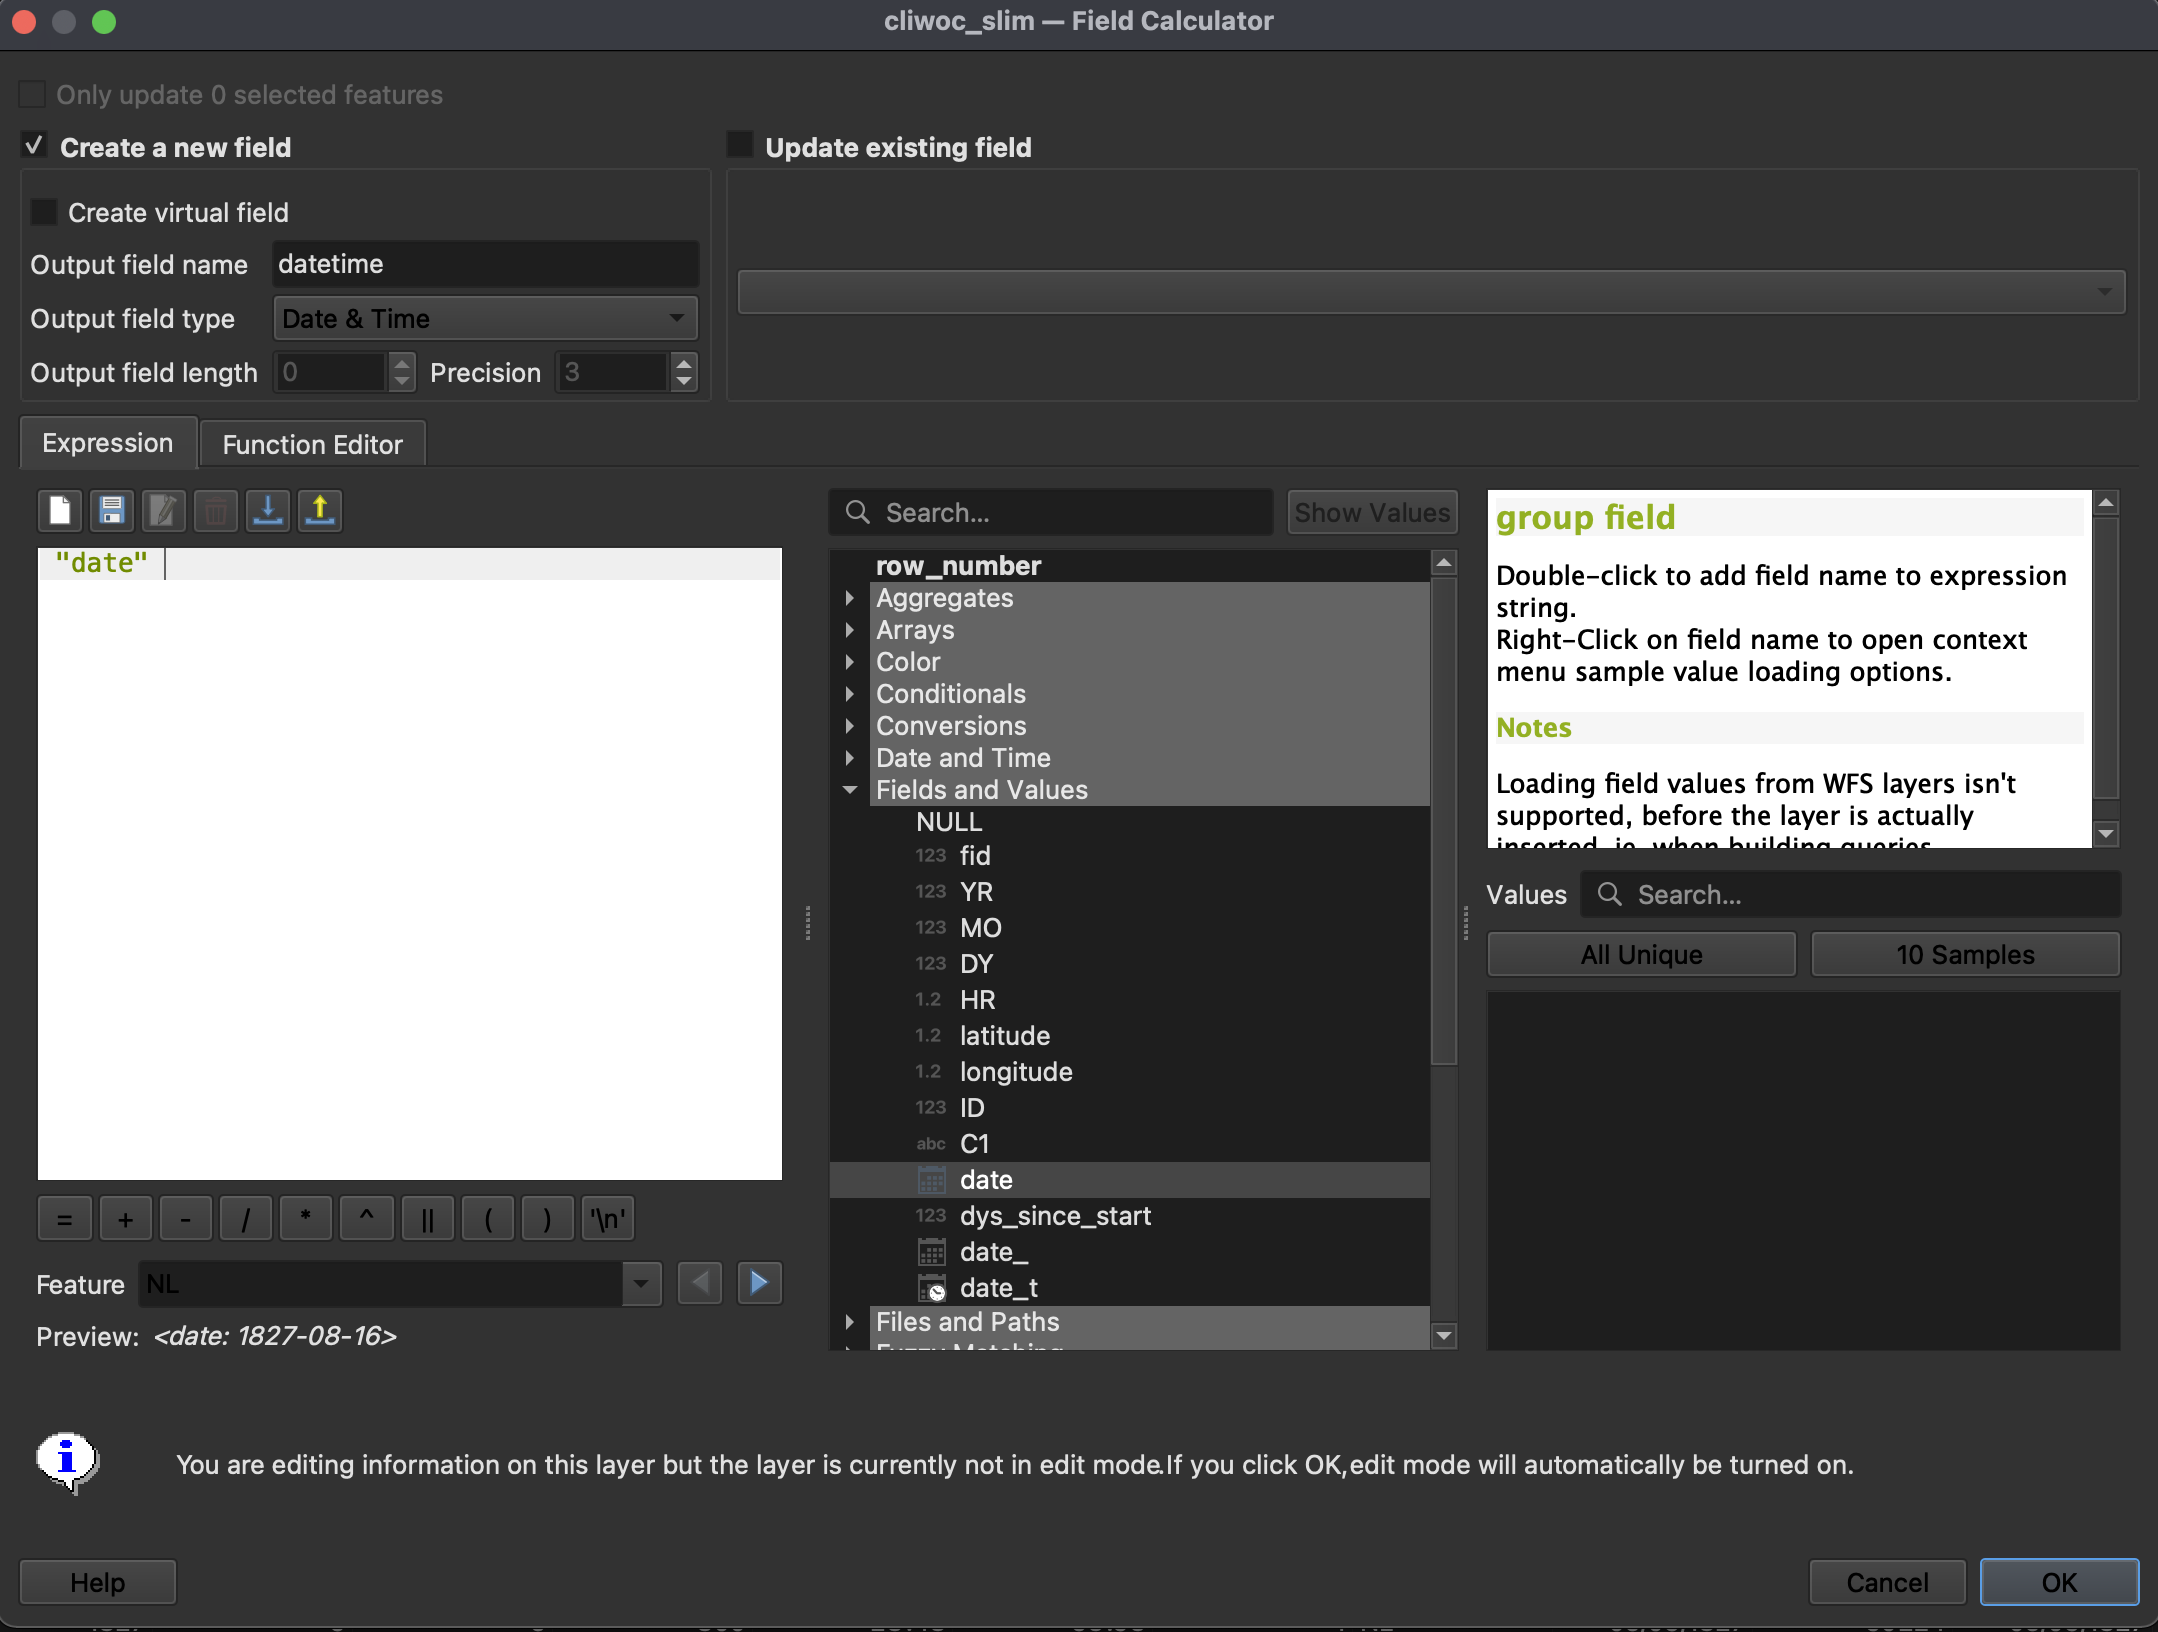 cliwoc_slim — Field Calculator
Only update 0 selected features
Create a new field
Update existing field
Create virtual field
Output field name datetime
Output field type Date & Time
Output field length 0 Precision 3
Expression Function Editor
Search... Show Values
"date"
row_number
Aggregates
Arrays
Color
Conditionals
Conversions
Date and Time
Fields and Values
NULL
123 fid
123 YR
123 MO
123 DY
1.2 HR
1.2 latitude
1.2 longitude
123 ID
abc C1
date
123 dys_since_start
date_
date_t
Files and Paths
Fuzzy Matching
group field
Double-click to add field name to expression
string.
Right-Click on field name to open context
menu sample value loading options.
Notes
Loading field values from WFS layers isn't
supported, before the layer is actually
inserted, ie. when building queries.
Values Search...
All Unique 10 Samples
= + - / * ^ || ( ) '\n'
Feature NL
Preview: <date: 1827-08-16>
You are editing information on this layer but the layer is currently not in edit mode.If you click OK,edit mode will automatically be turned on.
Help Cancel OK